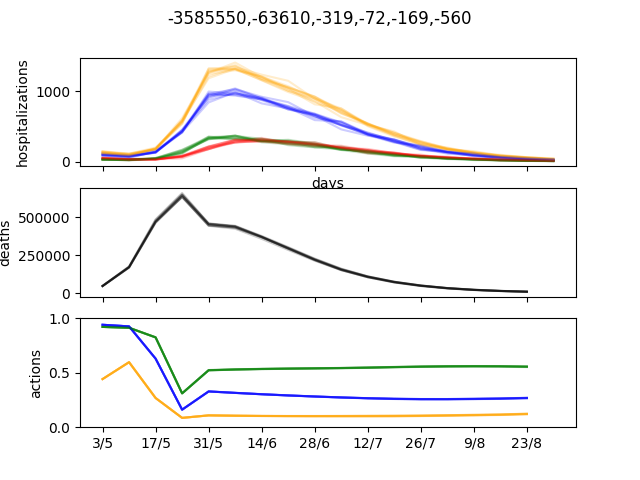 -3585550,-63610,-319,-72,-169,-560
hospitalizations
1000
0
days
deaths
500000
250000
0
actions
1.0
0.5
0.0
3/5 17/5 31/5 14/6 28/6 12/7 26/7 9/8 23/8